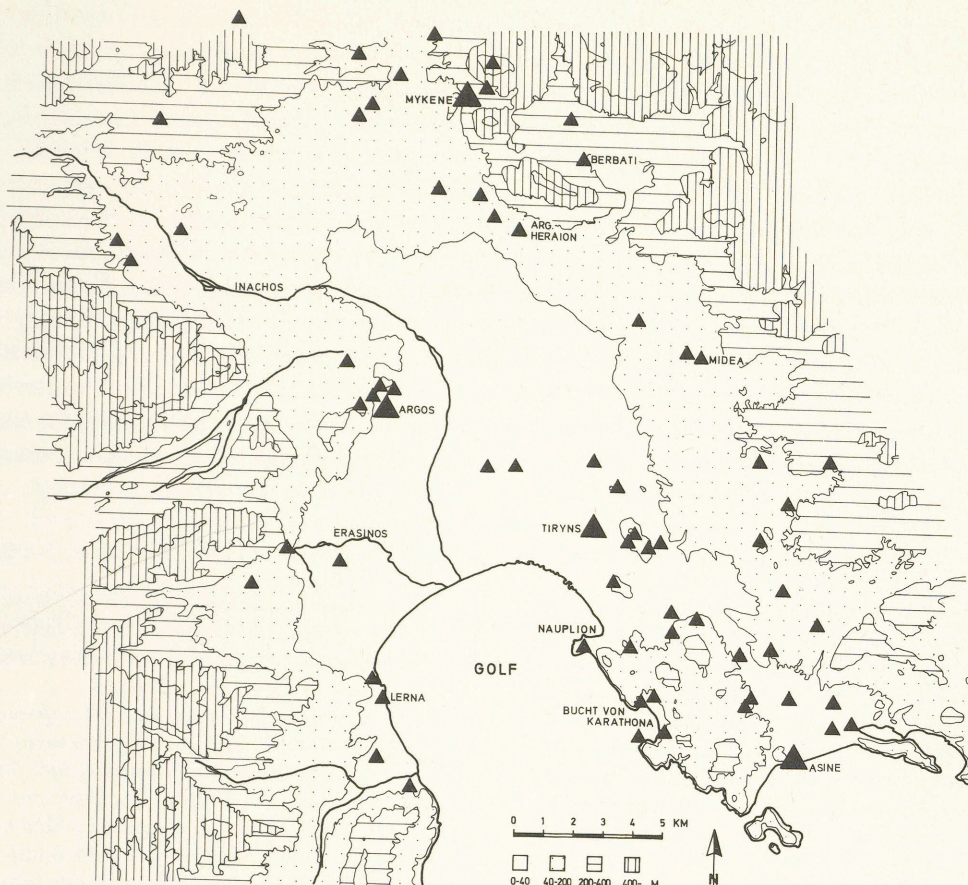 MYKENE
BERBATI
ARG.
HERAION
INACHOS
MIDEA
ARGOS
TIRYNS
ERASINOS
NAUPLION
GOLF
LERNA
BUCHT VON
KARATHONA
ASINE
0 1 2 3 4 5 KM
0-40 40-200 200-400 400- M
N